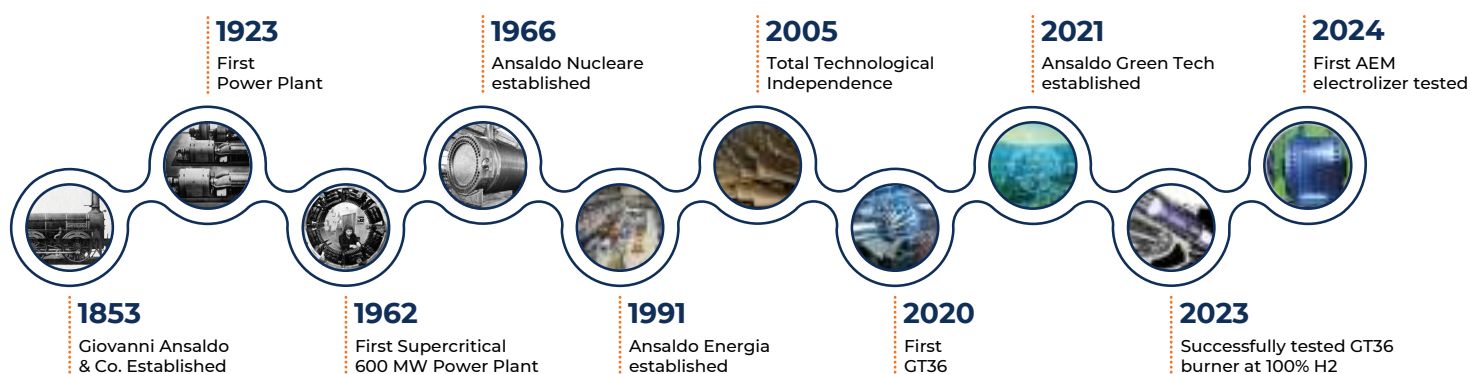 1853
Giovanni Ansaldo
& Co. Established
1923
First
Power Plant
1962
First Supercritical
600 MW Power Plant
1966
Ansaldo Nucleare
established
1991
Ansaldo Energia
established
2005
Total Technological
Independence
2020
First
GT36
2021
Ansaldo Green Tech
established
2023
Successfully tested GT36
burner at 100% H2
2024
First AEM
electrolizer tested